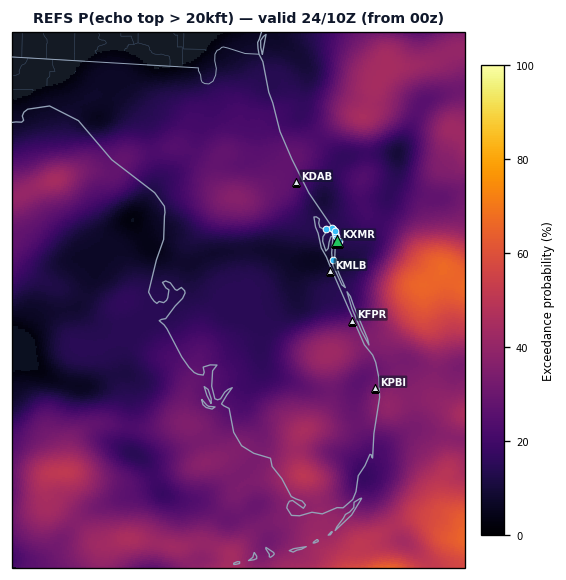 REFS P(echo top > 20kft) — valid 24/10Z (from 00z)
KDAB
KXMR
KMLB
KFPR
KPBI
100
80
60
40
20
0
Exceedance probability (%)